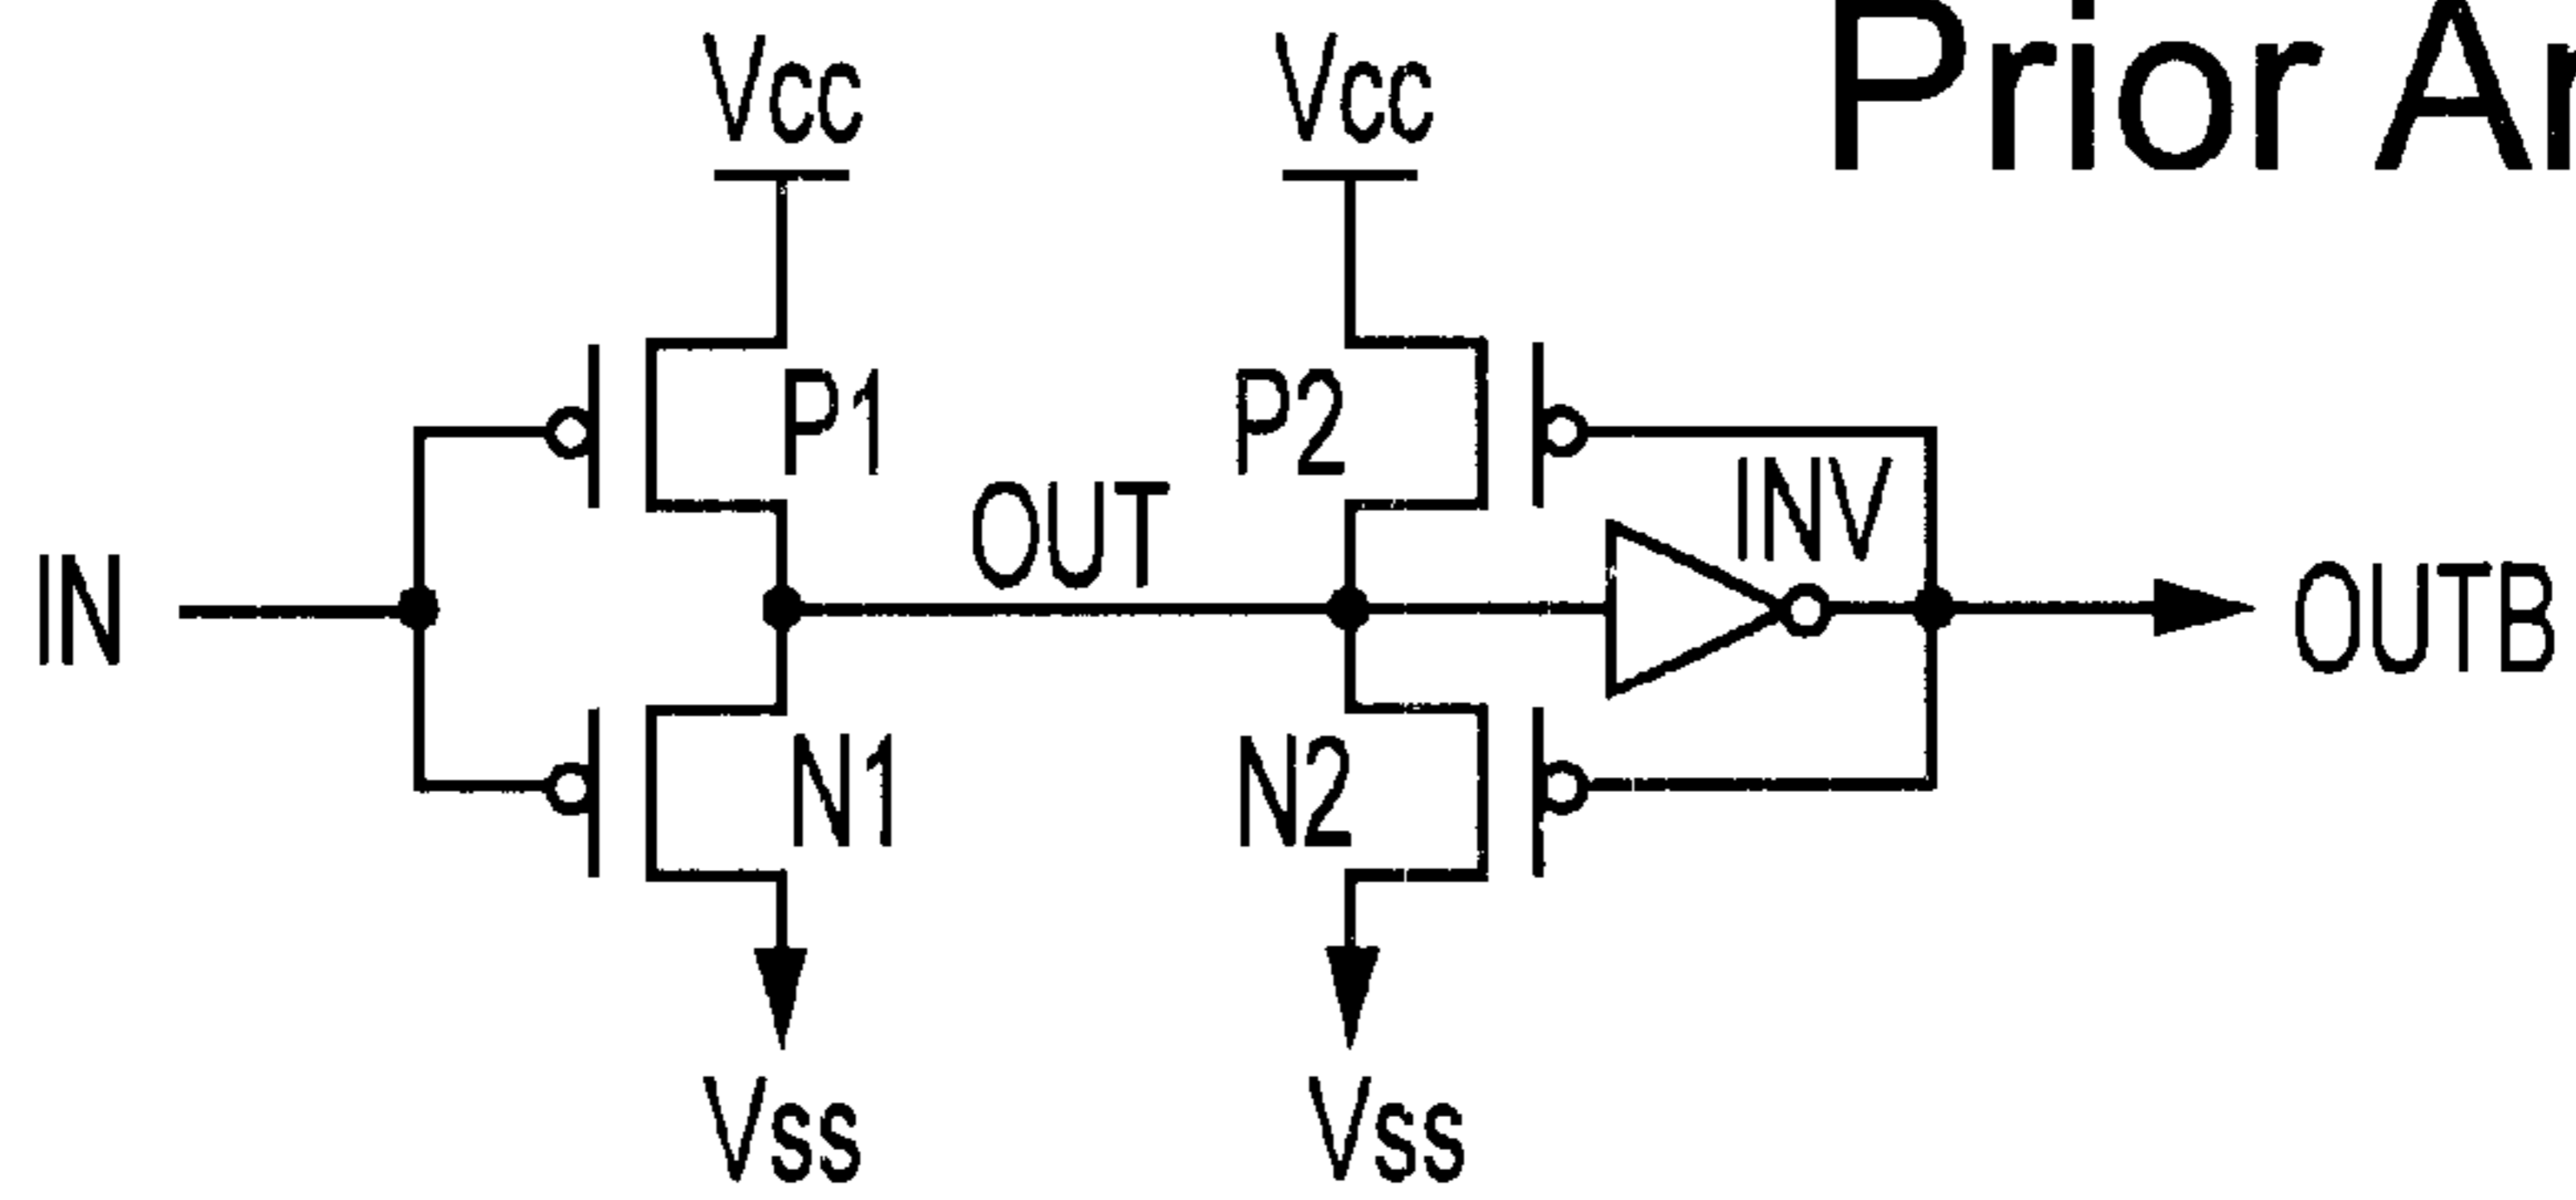 Prior Ar
Vcc Vcc
P1 P2
OUT INV
IN OUTB
N1 N2
Vss Vss